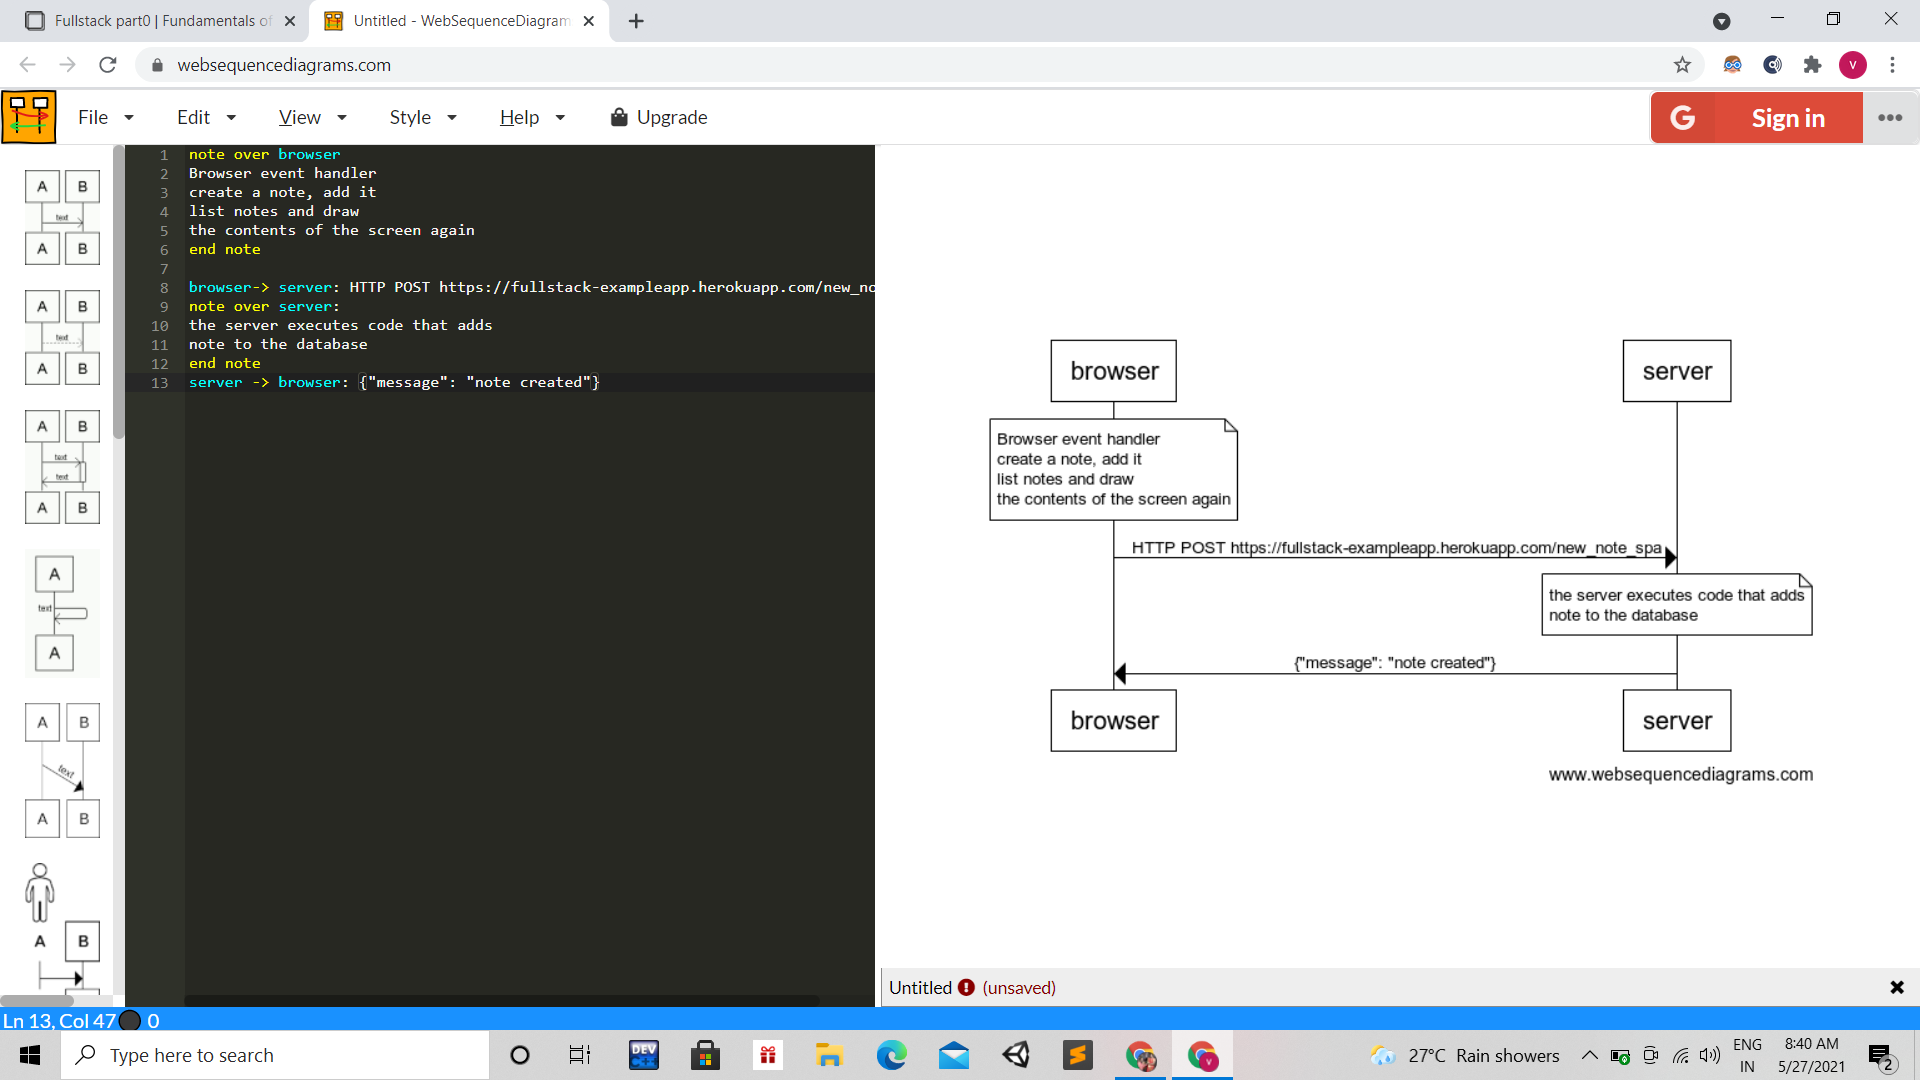 Fullstack part0 | Fundamentals of
Untitled - WebSequenceDiagram
websequencediagrams.com
V
File
Edit
View
Style
Help
Upgrade
G
Sign in
A B
text
A B
A B
text
A B
A B
text
text
A B
A
text
A
A B
text
A B
A B
1 note over browser
2 Browser event handler
3 create a note, add it
4 list notes and draw
5 the contents of the screen again
6 end note
7
8 browser-> server: HTTP POST https://fullstack-exampleapp.herokuapp.com/new_no
9 note over server:
10 the server executes code that adds
11 note to the database
12 end note
13 server -> browser: {"message": "note created"}
browser
server
Browser event handler
create a note, add it
list notes and draw
the contents of the screen again
HTTP POST https://fullstack-exampleapp.herokuapp.com/new_note_spa
the server executes code that adds
note to the database
{"message": "note created"}
browser
server
www.websequencediagrams.com
Untitled ! (unsaved)
Ln 13, Col 47 0
Type here to search
DEV
C++
S
V
27°C Rain showers
ENG
IN
8:40 AM
5/27/2021
2